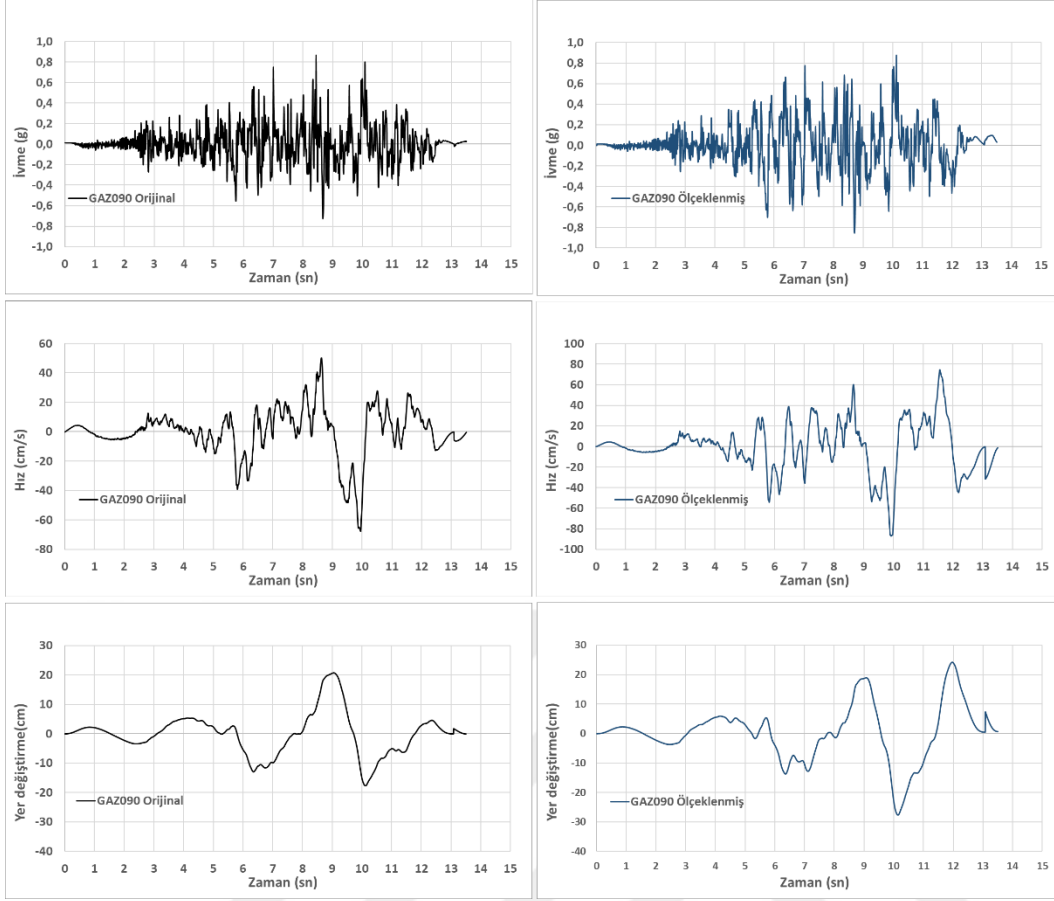 1,0
0,8
0,6
0,4
0,2
0,0
-0,2
-0,4
-0,6
-0,8
-1,0
İvme (g)
GAZ090 Orijinal
0 1 2 3 4 5 6 7 8 9 10 11 12 13 14 15
Zaman (sn)
1,0
0,8
0,6
0,4
0,2
0,0
-0,2
-0,4
-0,6
-0,8
-1,0
İvme (g)
GAZ090 Ölçeklenmiş
0 1 2 3 4 5 6 7 8 9 10 11 12 13 14 15
Zaman (sn)
60
40
20
0
-20
-40
-60
-80
Hız (cm/s)
GAZ090 Orijinal
0 1 2 3 4 5 6 7 8 9 10 11 12 13 14 15
Zaman (sn)
100
80
60
40
20
0
-20
-40
-60
-80
-100
Hız (cm/s)
GAZ090 Ölçeklenmiş
0 1 2 3 4 5 6 7 8 9 10 11 12 13 14 15
Zaman (sn)
30
20
10
0
-10
-20
-30
-40
Yer değiştirme(cm)
GAZ090 Orijinal
0 1 2 3 4 5 6 7 8 9 10 11 12 13 14 15
Zaman (sn)
30
20
10
0
-10
-20
-30
-40
Yer değiştirme(cm)
GAZ090 Ölçeklenmiş
0 1 2 3 4 5 6 7 8 9 10 11 12 13 14 15
Zaman (sn)